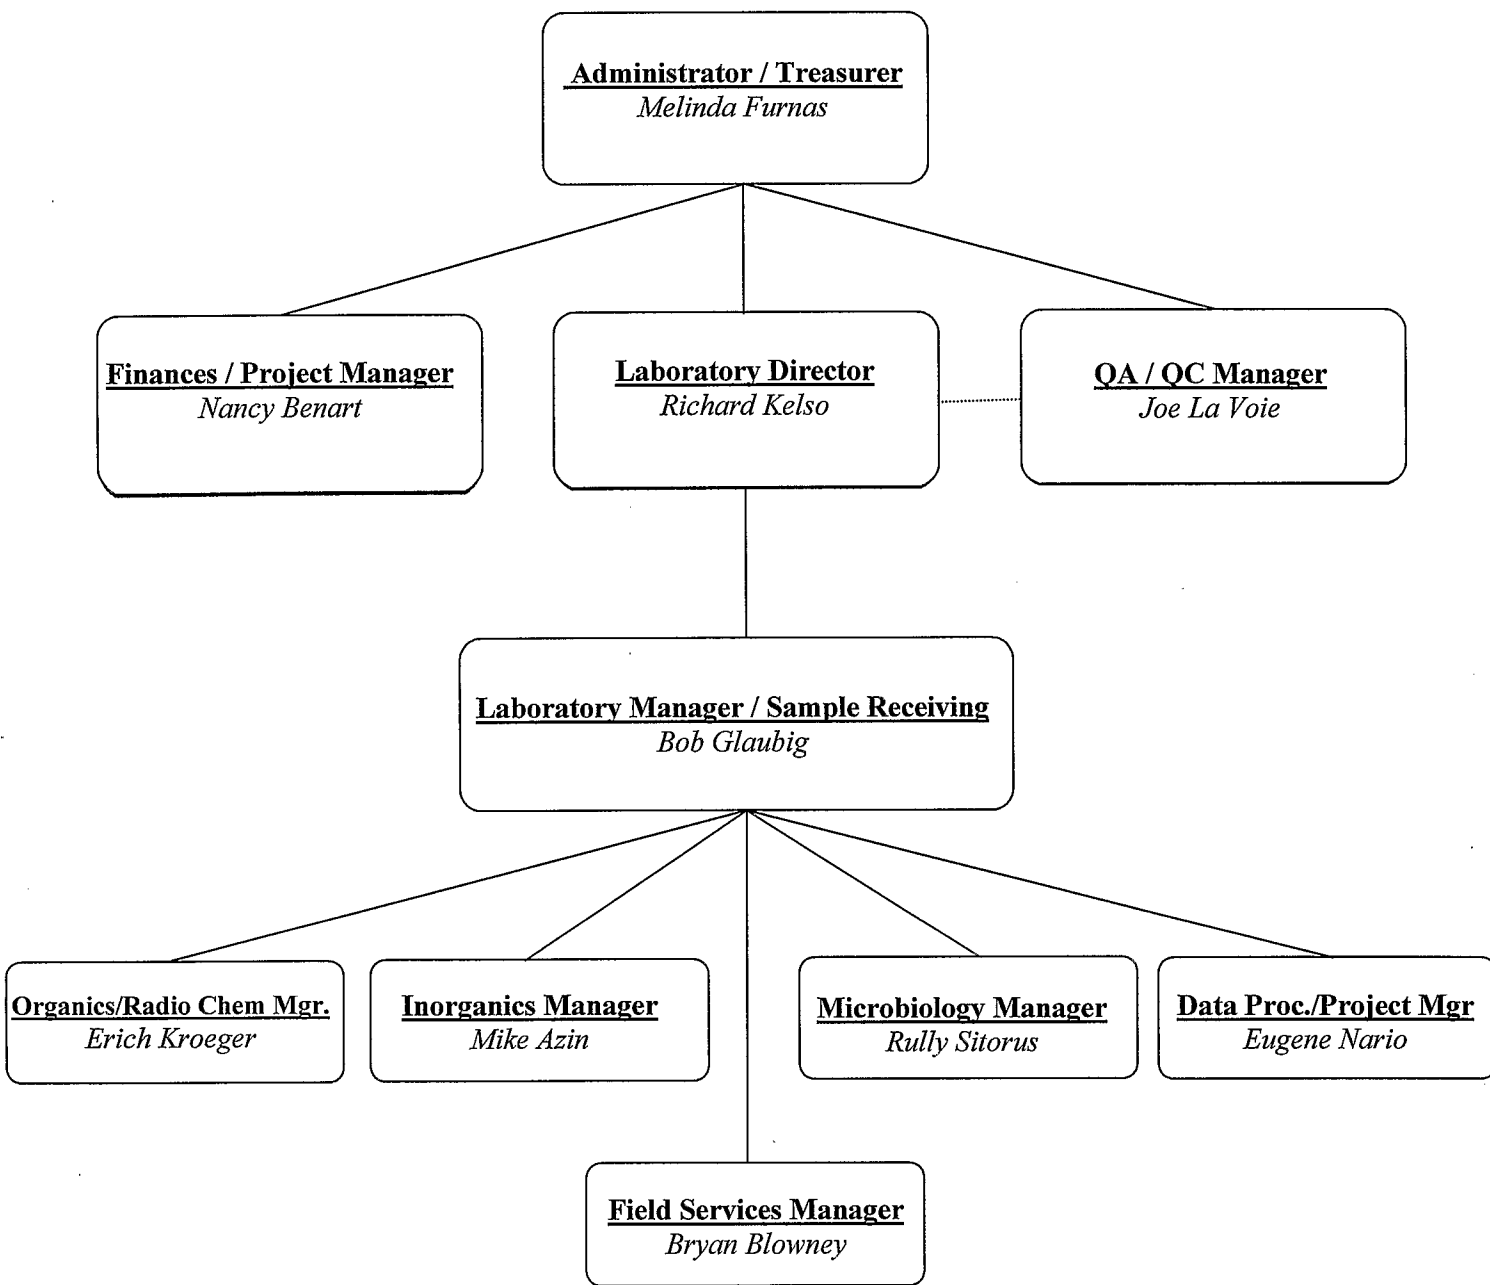 Administrator / Treasurer
Melinda Furnas
Finances / Project Manager
Nancy Benart
Laboratory Director
Richard Kelso
QA / QC Manager
Joe La Voie
Laboratory Manager / Sample Receiving
Bob Glaubig
Organics/Radio Chem Mgr.
Erich Kroeger
Inorganics Manager
Mike Azin
Microbiology Manager
Rully Sitorus
Data Proc./Project Mgr
Eugene Nario
Field Services Manager
Bryan Blowney